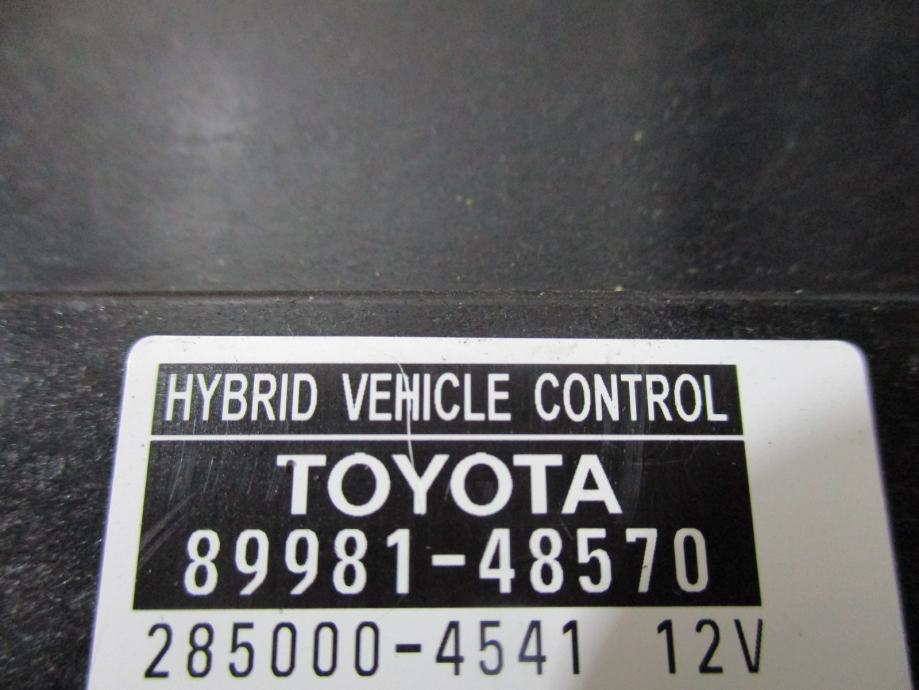 HYBRID VEHICLE CONTROL
TOYOTA
89981-48570
285000-4541 12V